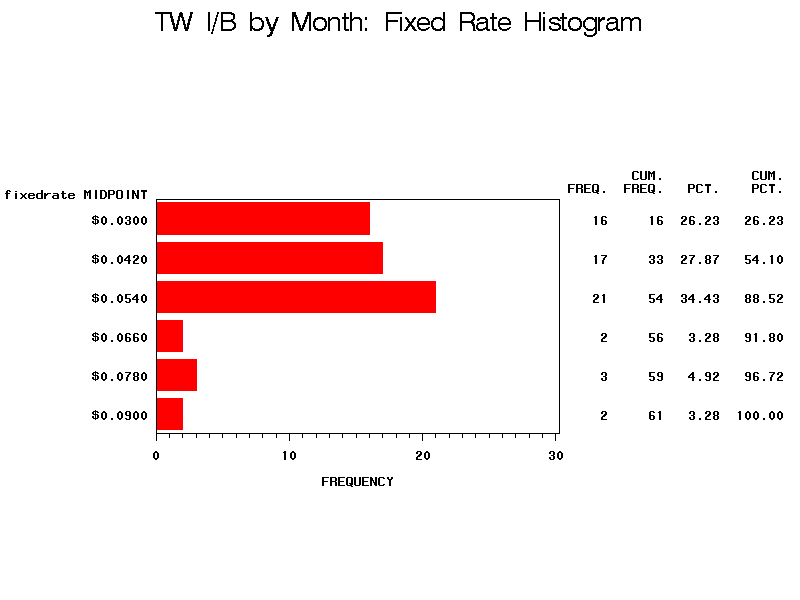 TW I/B by Month: Fixed Rate Histogram
CUM. CUM.
fixedrate MIDPOINT FREQ. FREQ. PCT. PCT.
$0.0300 16 16 26.23 26.23
$0.0420 17 33 27.87 54.10
$0.0540 21 54 34.43 88.52
$0.0660 2 56 3.28 91.80
$0.0780 3 59 4.92 96.72
$0.0900 2 61 3.28 100.00
0 10 20 30
FREQUENCY